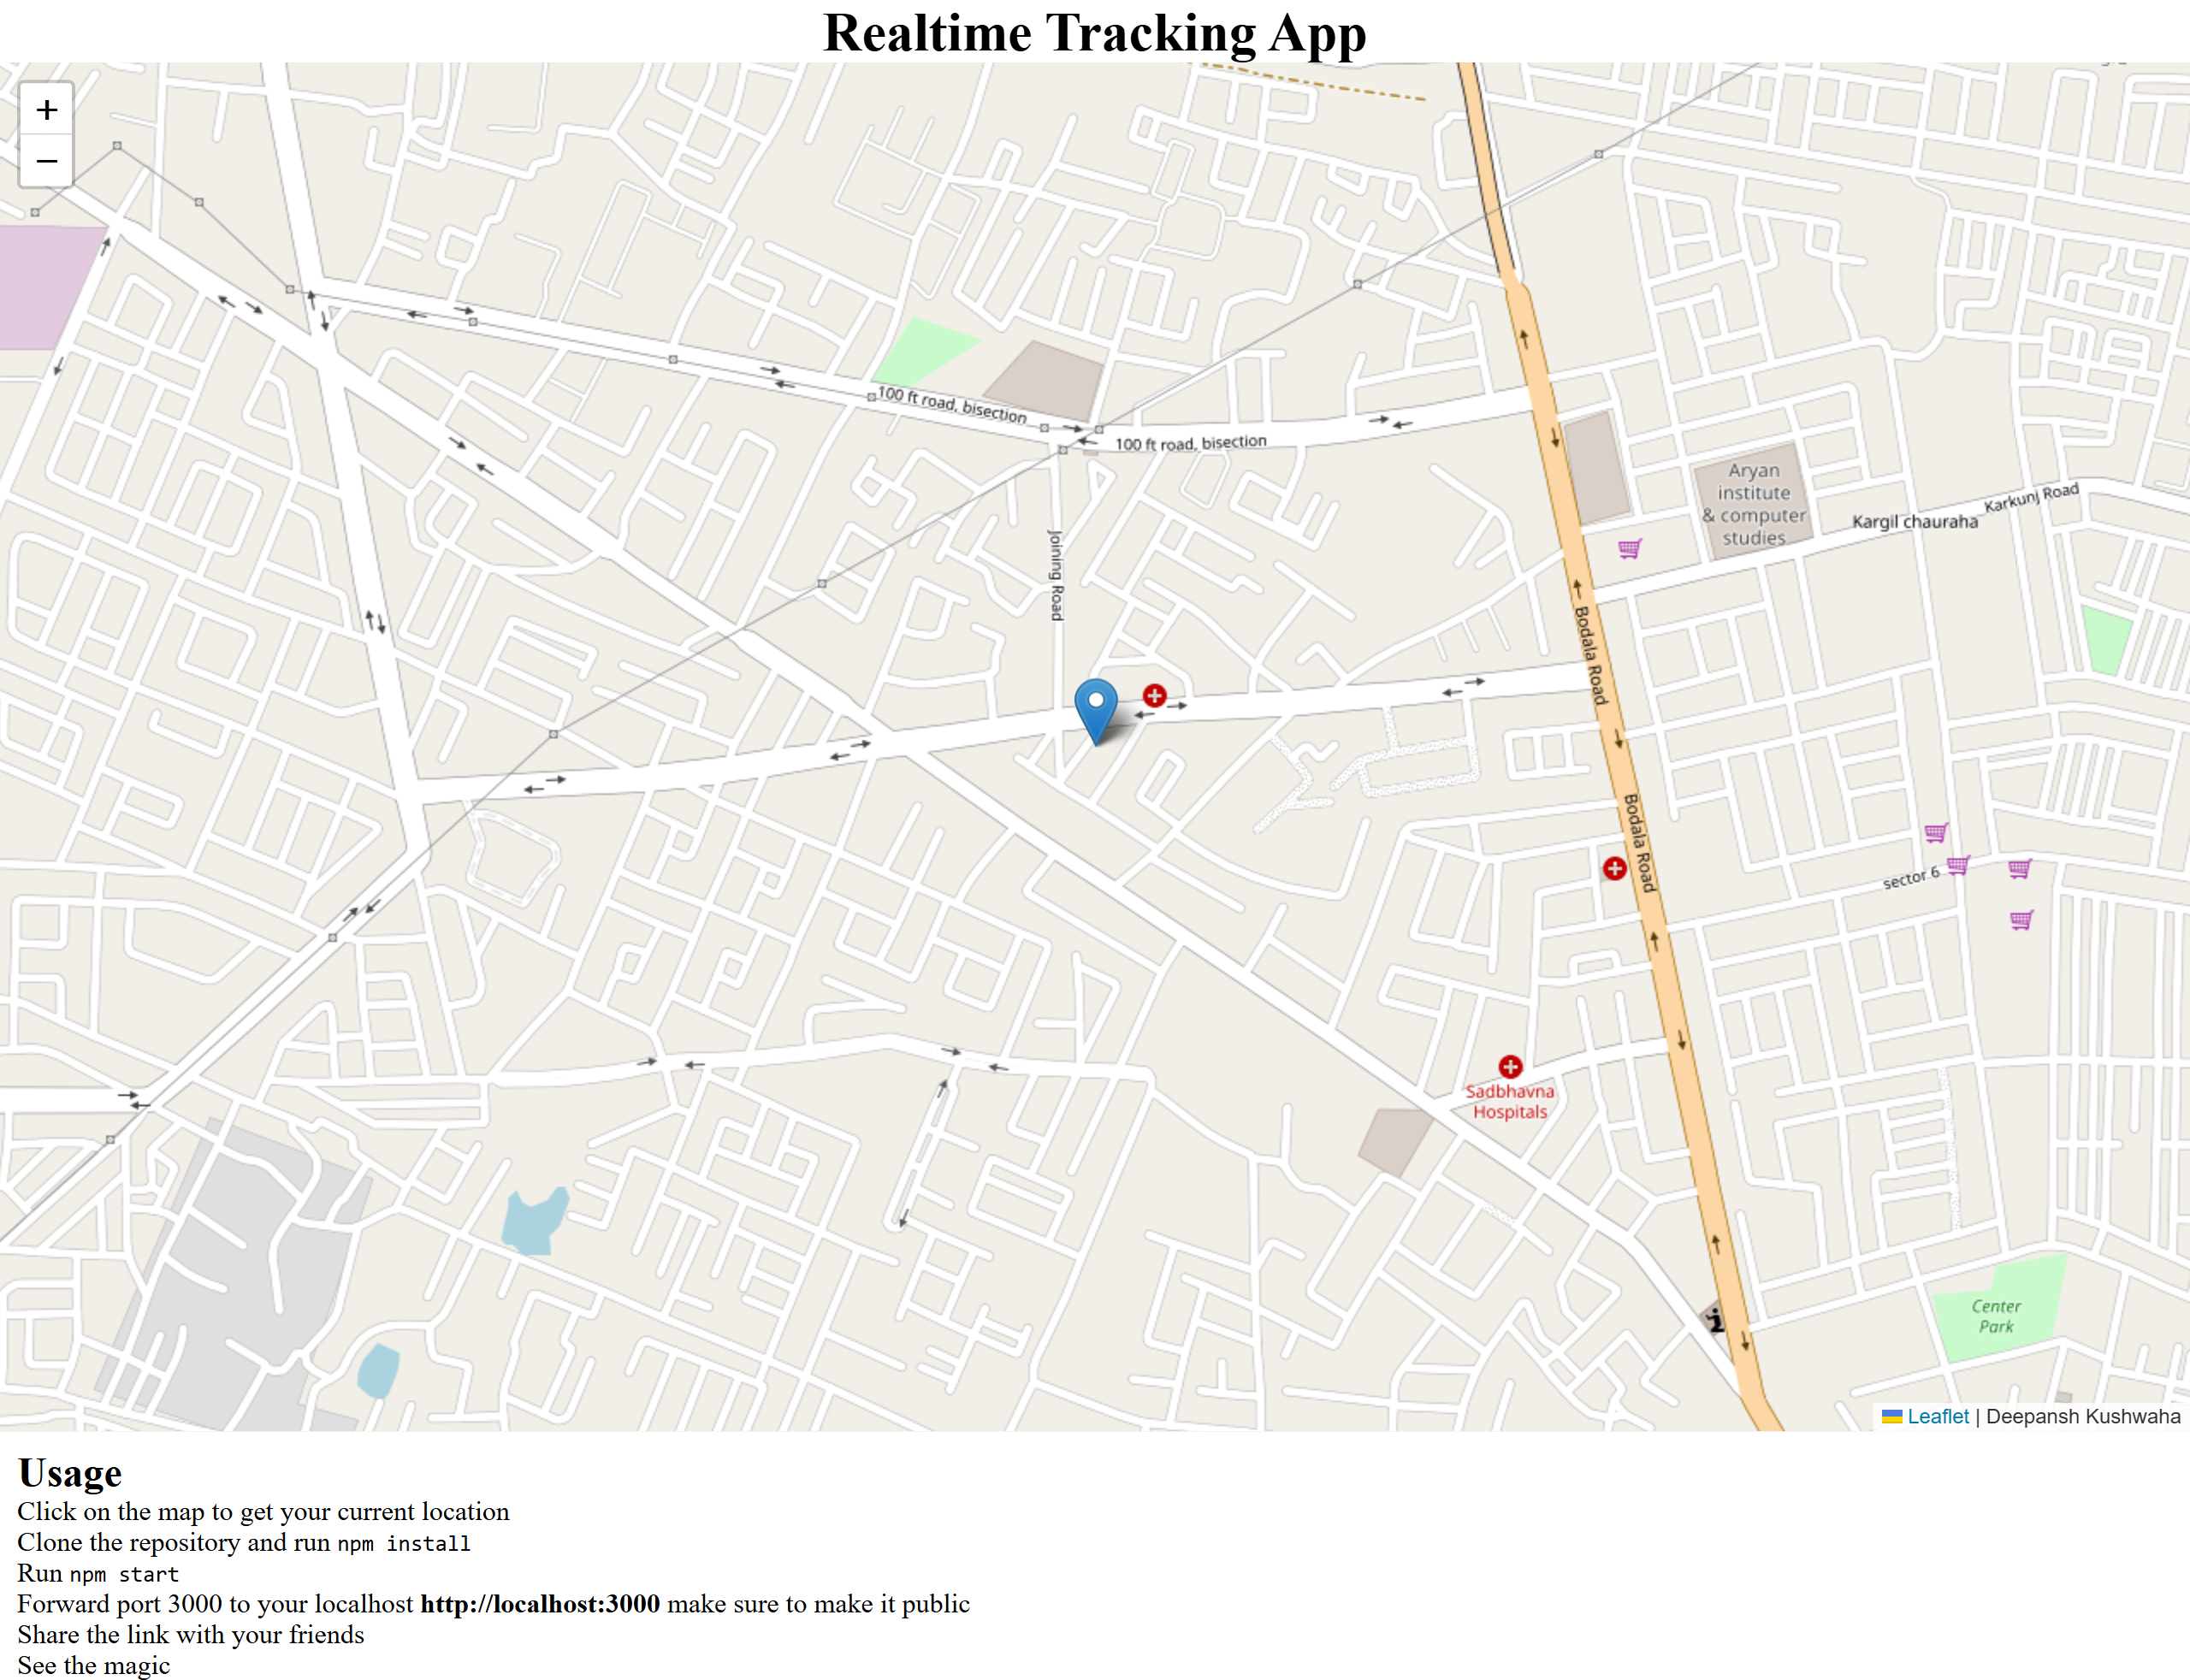 Realtime Tracking App
+
−
100 ft road, bisection
100 ft road, bisection
Aryan
institute
& computer
studies
Kargil chauraha
Karkunj Road
Joining Road
Bodala Road
Bodala Road
sector 6
Sadbhavna
Hospitals
Center
Park
Leaflet | Deepansh Kushwaha
Usage
Click on the map to get your current location
Clone the repository and run npm install
Run npm start
Forward port 3000 to your localhost http://localhost:3000 make sure to make it public
Share the link with your friends
See the magic